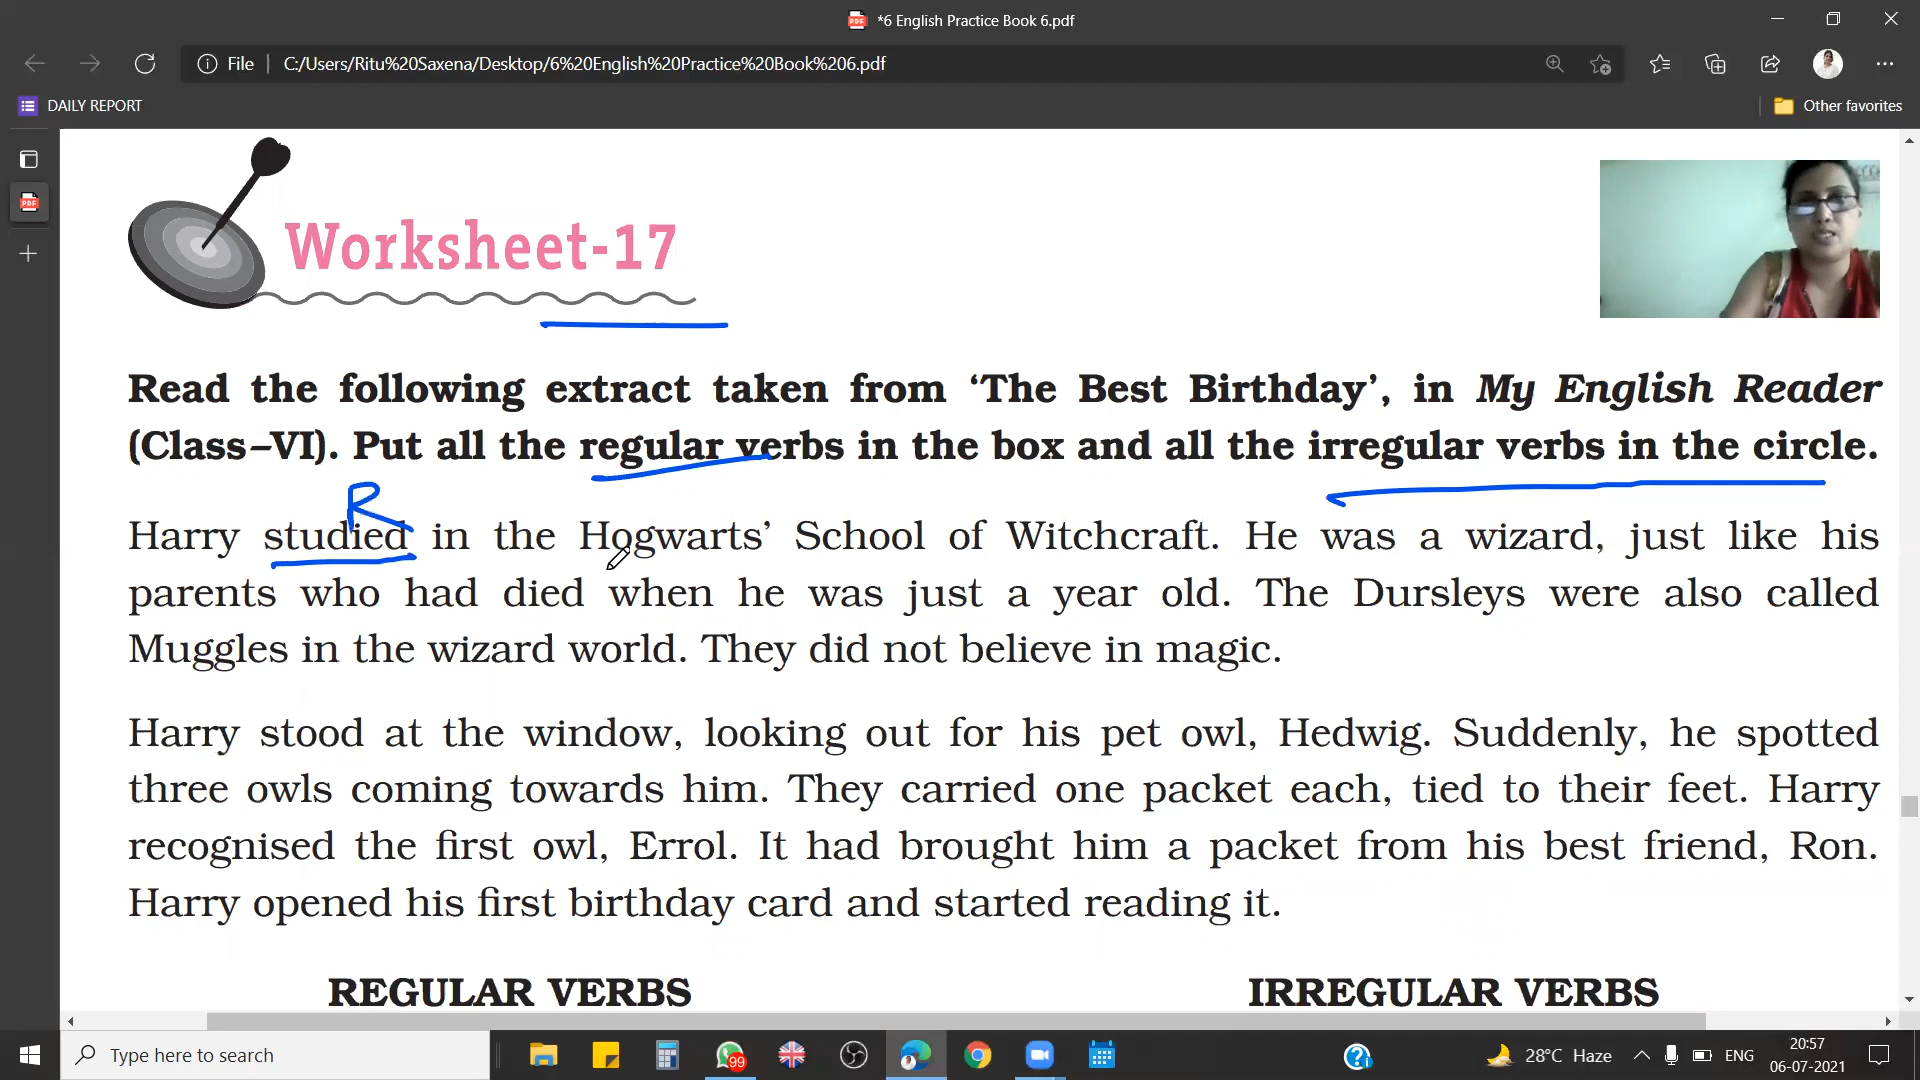 *6 English Practice Book 6.pdf
File | C:/Users/Ritu%20Saxena/Desktop/6%20English%20Practice%20Book%206.pdf
DAILY REPORT
Other favorites
PDF
Worksheet-17
Read the following extract taken from ‘The Best Birthday’, in My English Reader
(Class–VI). Put all the regular verbs in the box and all the irregular verbs in the circle.
R
Harry studied in the Hogwarts’ School of Witchcraft. He was a wizard, just like his
parents who had died when he was just a year old. The Dursleys were also called
Muggles in the wizard world. They did not believe in magic.
Harry stood at the window, looking out for his pet owl, Hedwig. Suddenly, he spotted
three owls coming towards him. They carried one packet each, tied to their feet. Harry
recognised the first owl, Errol. It had brought him a packet from his best friend, Ron.
Harry opened his first birthday card and started reading it.
REGULAR VERBS
IRREGULAR VERBS
Type here to search
99
28°C Haze
ENG
20:57
06-07-2021